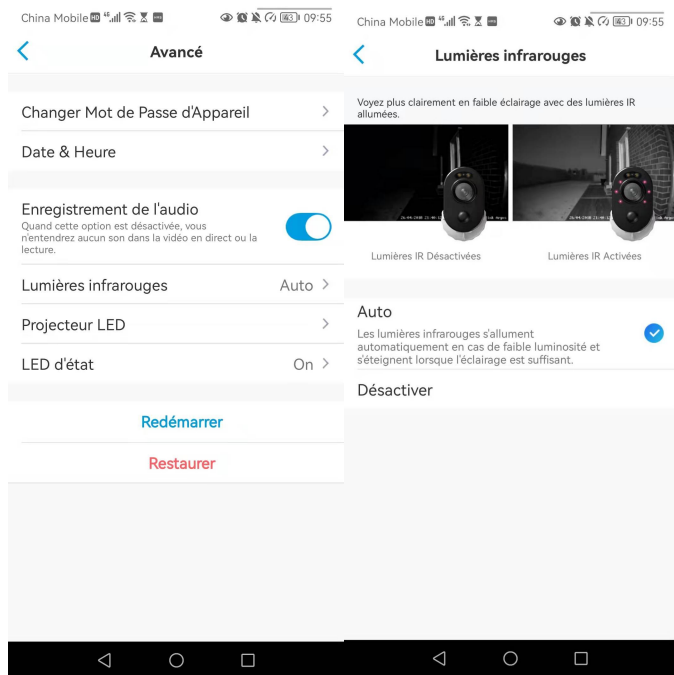 China Mobile HD 4G 09:55
Avancé
Changer Mot de Passe d'Appareil
Date & Heure
Enregistrement de l'audio
Quand cette option est désactivée, vous
n'entendrez aucun son dans la vidéo en direct ou la
lecture.
Lumières infrarouges Auto
Projecteur LED
LED d'état On
Redémarrer
Restaurer
China Mobile HD 4G 09:55
Lumières infrarouges
Voyez plus clairement en faible éclairage avec des lumières IR
allumées.
Lumières IR Désactivées
Lumières IR Activées
Auto
Les lumières infrarouges s'allument
automatiquement en cas de faible luminosité et
s'éteignent lorsque l'éclairage est suffisant.
Désactiver